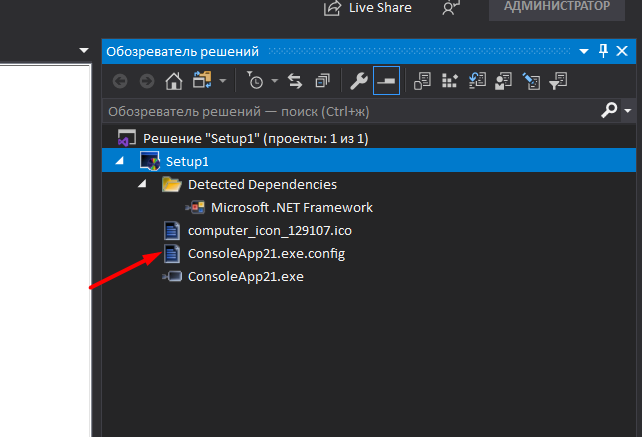 Live Share
АДМИНИСТРАТОР
Обозреватель решений
Обозреватель решений — поиск (Ctrl+ж)
Решение "Setup1" (проекты: 1 из 1)
Setup1
Detected Dependencies
Microsoft .NET Framework
computer_icon_129107.ico
ConsoleApp21.exe.config
ConsoleApp21.exe